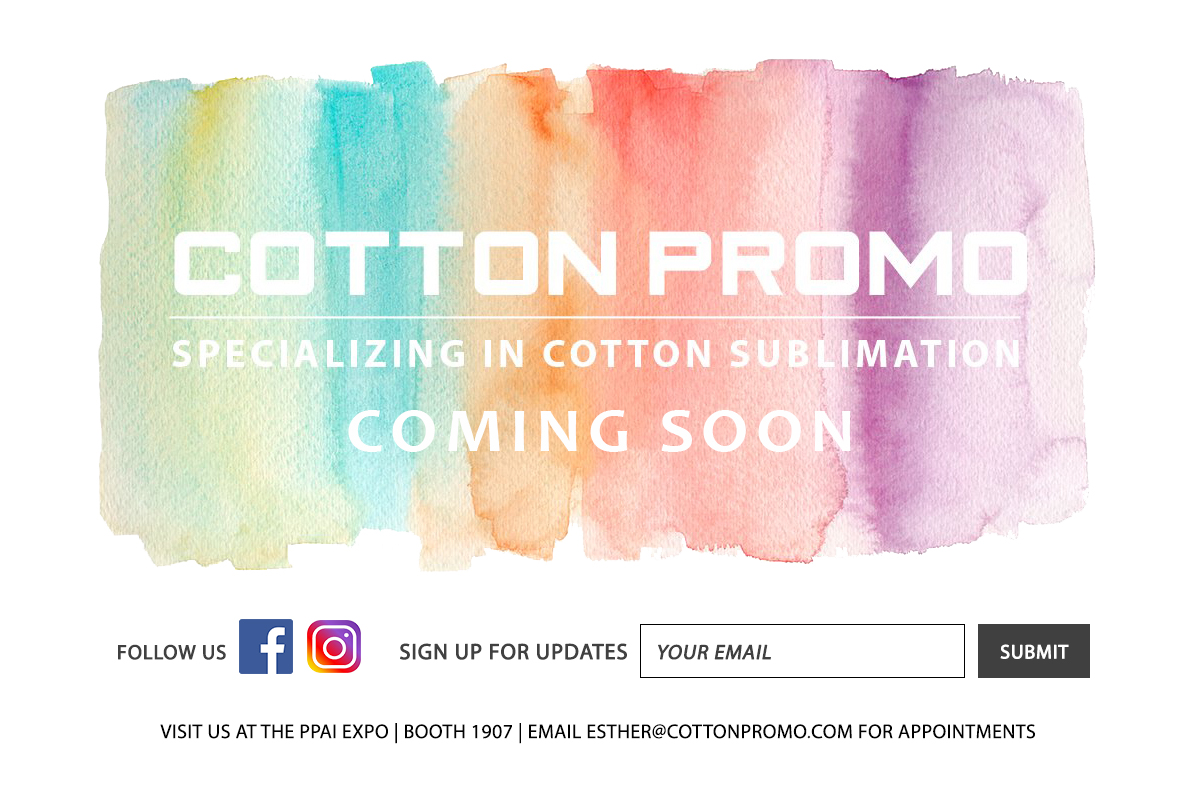 COTTON PROMO
SPECIALIZING IN COTTON SUBLIMATION
COMING SOON
FOLLOW US
SIGN UP FOR UPDATES
YOUR EMAIL
SUBMIT
VISIT US AT THE PPAI EXPO | BOOTH 1907 | EMAIL ESTHER@COTTONPROMO.COM FOR APPOINTMENTS